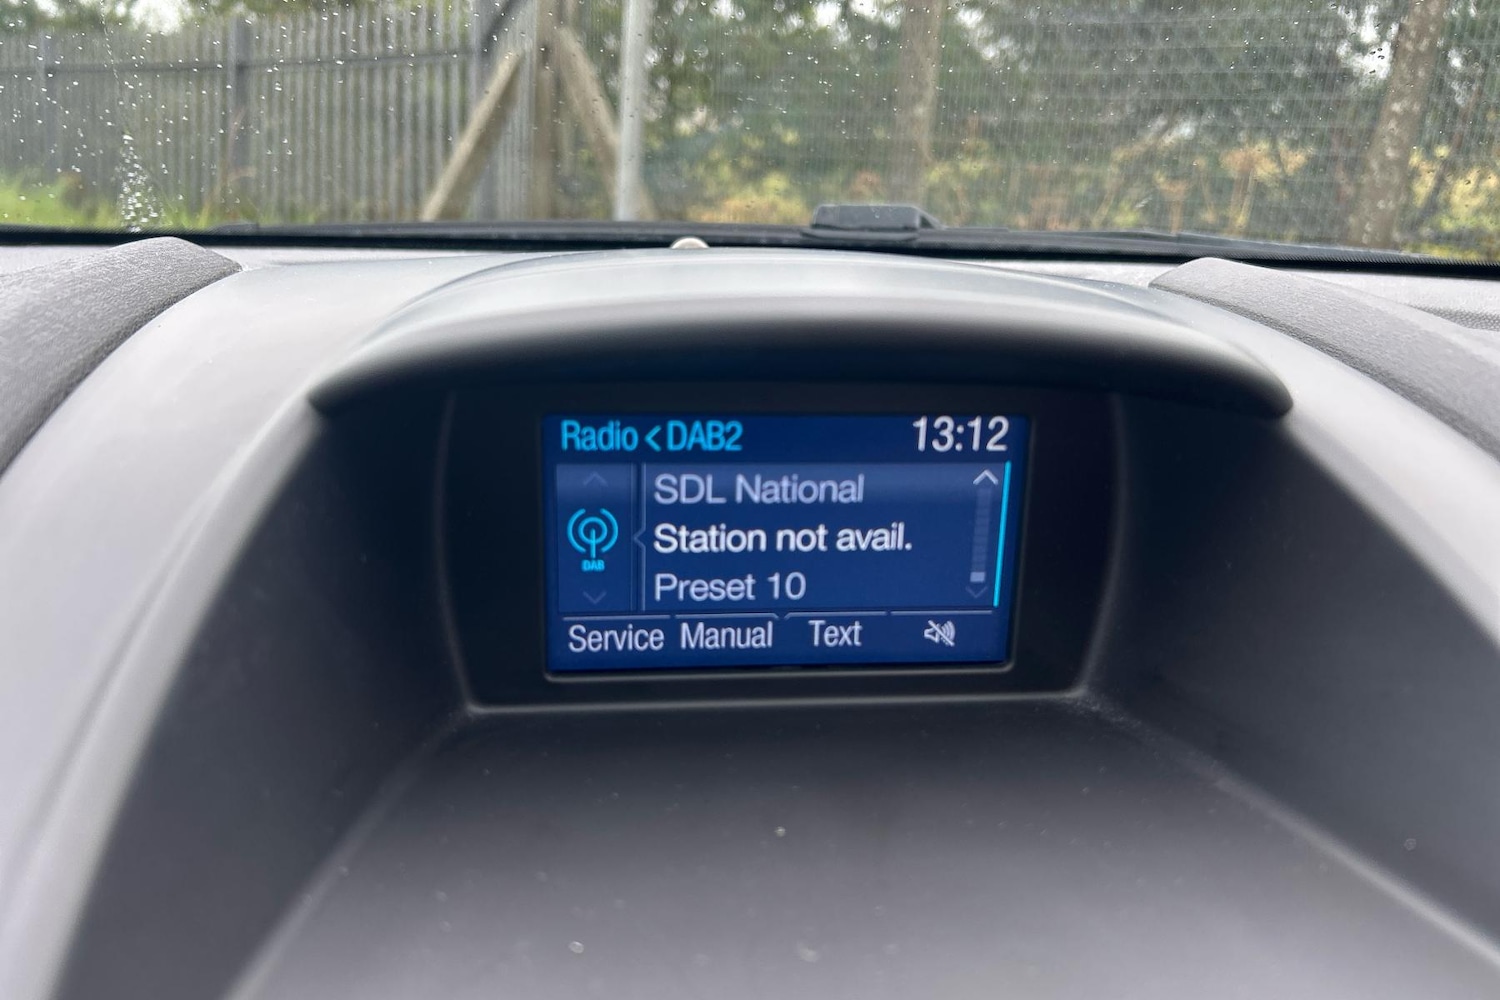 Radio < DAB2 13:12
SDL National
Station not avail.
DAB
Preset 10
Service Manual Text